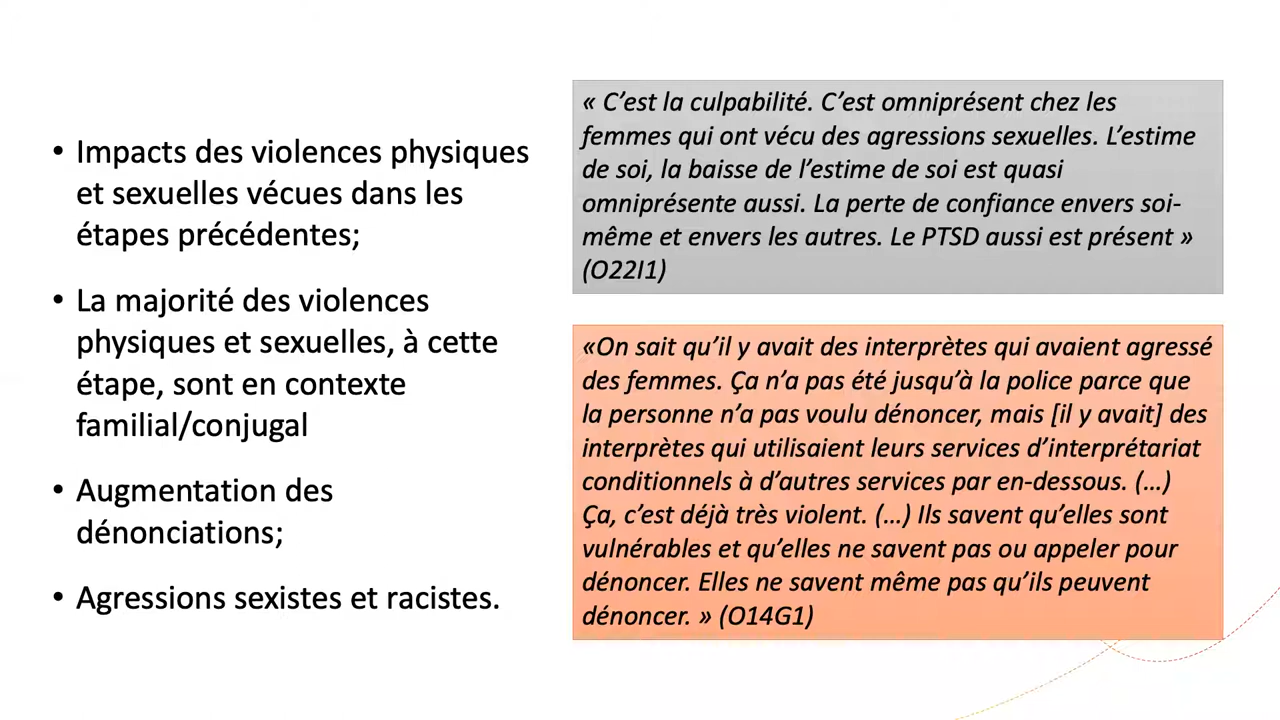 • Impacts des violences physiques
et sexuelles vécues dans les
étapes précédentes;
• La majorité des violences
physiques et sexuelles, à cette
étape, sont en contexte
familial/conjugal
• Augmentation des
dénonciations;
• Agressions sexistes et racistes.
« C’est la culpabilité. C’est omniprésent chez les
femmes qui ont vécu des agressions sexuelles. L’estime
de soi, la baisse de l’estime de soi est quasi
omniprésente aussi. La perte de confiance envers soi-
même et envers les autres. Le PTSD aussi est présent »
(O22I1)
«On sait qu’il y avait des interprètes qui avaient agressé
des femmes. Ça n’a pas été jusqu’à la police parce que
la personne n’a pas voulu dénoncer, mais [il y avait] des
interprètes qui utilisaient leurs services d’interprétariat
conditionnels à d’autres services par en-dessous. (…)
Ça, c’est déjà très violent. (…) Ils savent qu’elles sont
vulnérables et qu’elles ne savent pas ou appeler pour
dénoncer. Elles ne savent même pas qu’ils peuvent
dénoncer. » (O14G1)